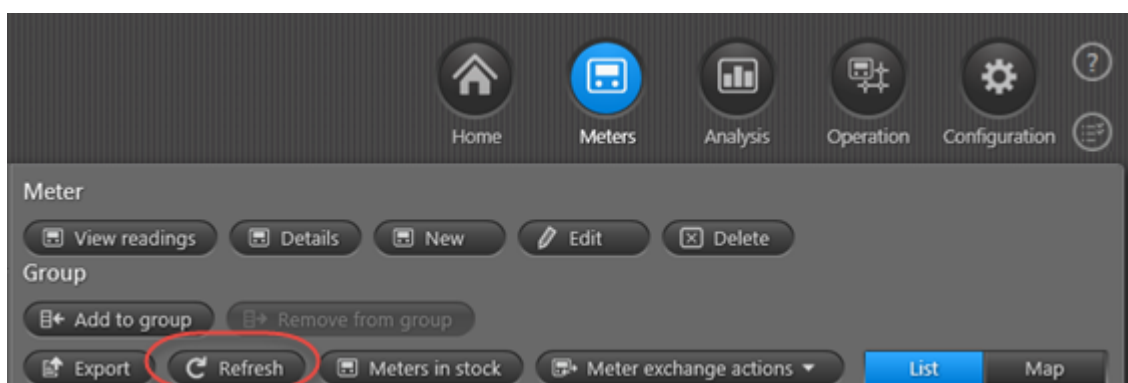 Home Meters Analysis Operation Configuration
Meter
View readings Details New Edit Delete
Group
Add to group Remove from group
Export Refresh Meters in stock Meter exchange actions List Map